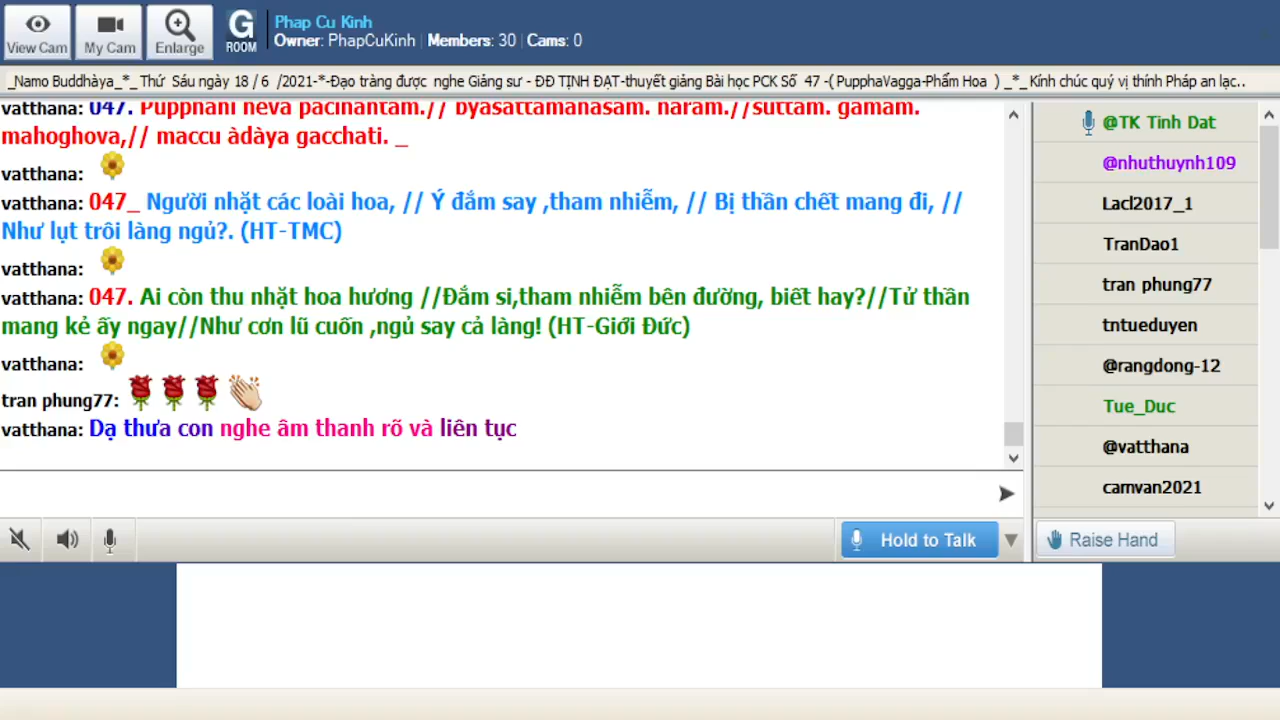 View Cam
My Cam
Enlarge
G
ROOM
Phap Cu Kinh
Owner: PhapCuKinh | Members: 30 | Cams: 0
_Namo Buddhàya_*_ Thứ Sáu ngày 18 / 6 /2021-*-Đạo tràng được nghe Giảng sư - ĐĐ TỊNH ĐẠT-thuyết giảng Bài học PCK Số 47 -( PupphaVagga-Phẩm Hoa ) _*_Kính chúc quý vị thính Pháp an lạc..
vatthana: 047. Pupphàni heva pacinantam.// byàsattamanasam. naram.//suttam. gàmam.
mahoghova,// maccu àdàya gacchati. _
vatthana:
vatthana: 047_ Người nhặt các loài hoa, // Ý đắm say ,tham nhiễm, // Bị thần chết mang đi, //
Như lụt trôi làng ngủ?. (HT-TMC)
vatthana:
vatthana: 047. Ai còn thu nhặt hoa hương //Đắm si,tham nhiễm bên đường, biết hay?//Tử thần
mang kẻ ấy ngay//Như cơn lũ cuốn ,ngủ say cả làng! (HT-Giới Đức)
vatthana:
tran phung77:
vatthana: Dạ thưa con nghe âm thanh rõ và liên tục
@TK Tinh Dat
@nhuthuynh109
Lacl2017_1
TranDao1
tran phung77
tntueduyen
@rangdong-12
Tue_Duc
@vatthana
camvan2021
Hold to Talk
Raise Hand